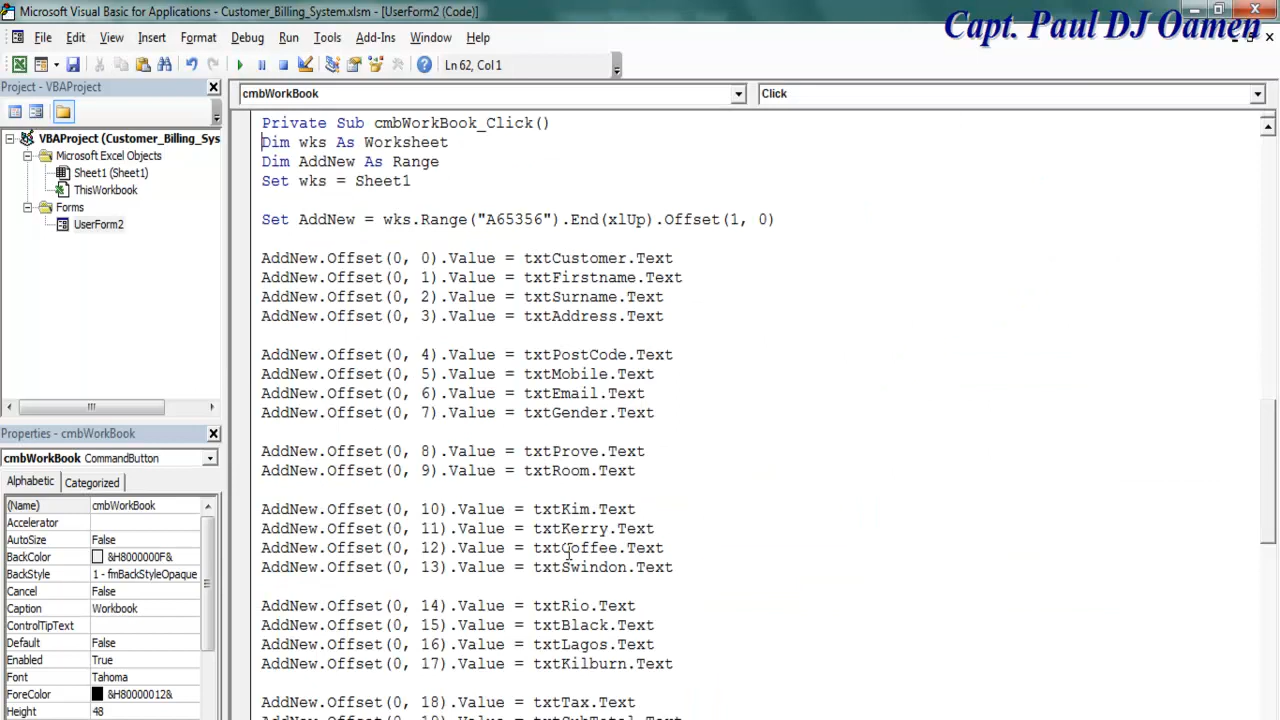 Microsoft Visual Basic for Applications - Customer_Billing_System.xlsm - [UserForm2 (Code)]
Capt. Paul DJ Oamen
File Edit View Insert Format Debug Run Tools Add-Ins Window Help
Ln 62, Col 1
Project - VBAProject
VBAProject (Customer_Billing_Sys
Microsoft Excel Objects
Sheet1 (Sheet1)
ThisWorkbook
Forms
UserForm2
Properties - cmbWorkBook
cmbWorkBook CommandButton
Alphabetic Categorized
(Name) cmbWorkBook
Accelerator
AutoSize False
BackColor &H8000000F&
BackStyle 1 - fmBackStyleOpaque
Cancel False
Caption Workbook
ControlTipText
Default False
Enabled True
Font Tahoma
ForeColor &H80000012&
Height 48
cmbWorkBook Click
Private Sub cmbWorkBook_Click()
Dim wks As Worksheet
Dim AddNew As Range
Set wks = Sheet1
Set AddNew = wks.Range("A65356").End(xlUp).Offset(1, 0)
AddNew.Offset(0, 0).Value = txtCustomer.Text
AddNew.Offset(0, 1).Value = txtFirstname.Text
AddNew.Offset(0, 2).Value = txtSurname.Text
AddNew.Offset(0, 3).Value = txtAddress.Text
AddNew.Offset(0, 4).Value = txtPostCode.Text
AddNew.Offset(0, 5).Value = txtMobile.Text
AddNew.Offset(0, 6).Value = txtEmail.Text
AddNew.Offset(0, 7).Value = txtGender.Text
AddNew.Offset(0, 8).Value = txtProve.Text
AddNew.Offset(0, 9).Value = txtRoom.Text
AddNew.Offset(0, 10).Value = txtKim.Text
AddNew.Offset(0, 11).Value = txtKerry.Text
AddNew.Offset(0, 12).Value = txtCoffee.Text
AddNew.Offset(0, 13).Value = txtSwindon.Text
AddNew.Offset(0, 14).Value = txtRio.Text
AddNew.Offset(0, 15).Value = txtBlack.Text
AddNew.Offset(0, 16).Value = txtLagos.Text
AddNew.Offset(0, 17).Value = txtKilburn.Text
AddNew.Offset(0, 18).Value = txtTax.Text
AddNew.Offset(0, 19).Value = txtSubTotal.Text